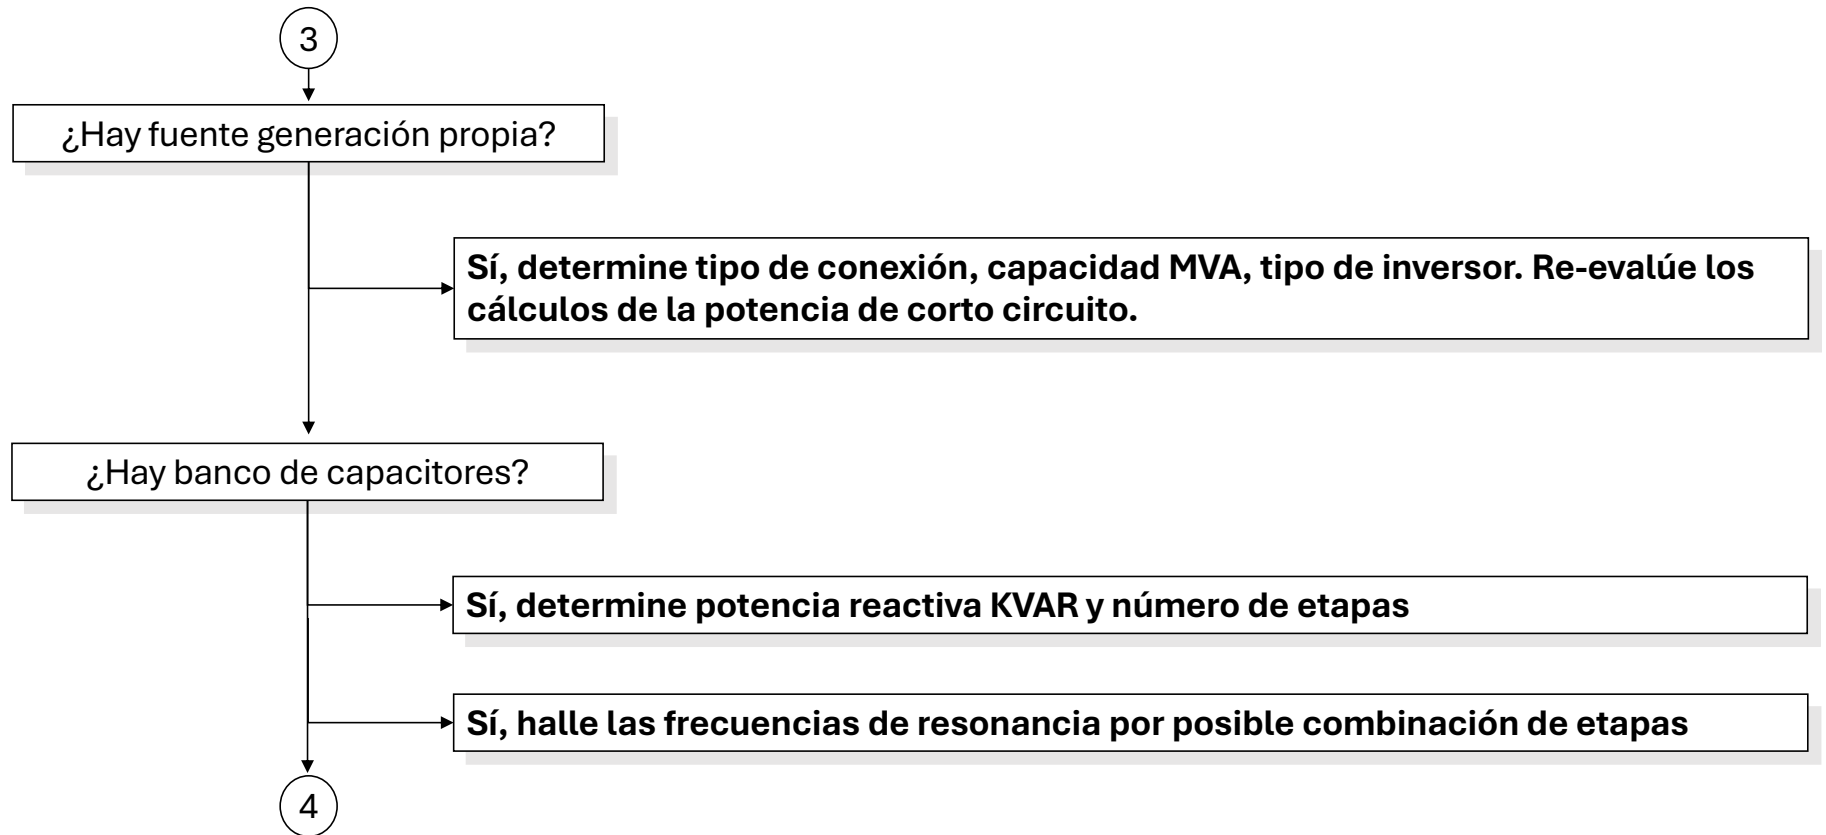 3
¿Hay fuente generación propia?
Sí, determine tipo de conexión, capacidad MVA, tipo de inversor. Re-evalúe los
cálculos de la potencia de corto circuito.
¿Hay banco de capacitores?
Sí, determine potencia reactiva KVAR y número de etapas
Sí, halle las frecuencias de resonancia por posible combinación de etapas
4